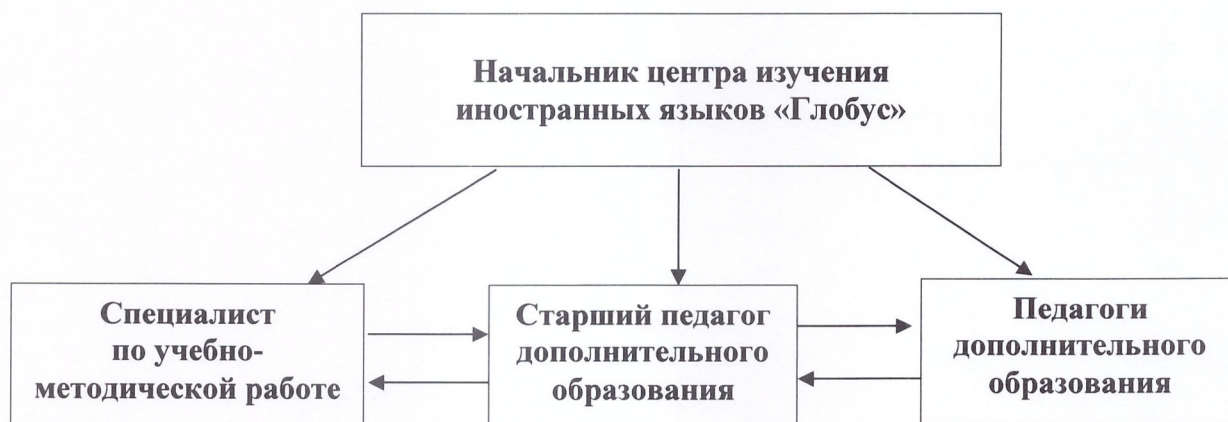 Начальник центра изучения
иностранных языков «Глобус»
Специалист
по учебно-
методической работе
Старший педагог
дополнительного
образования
Педагоги
дополнительного
образования